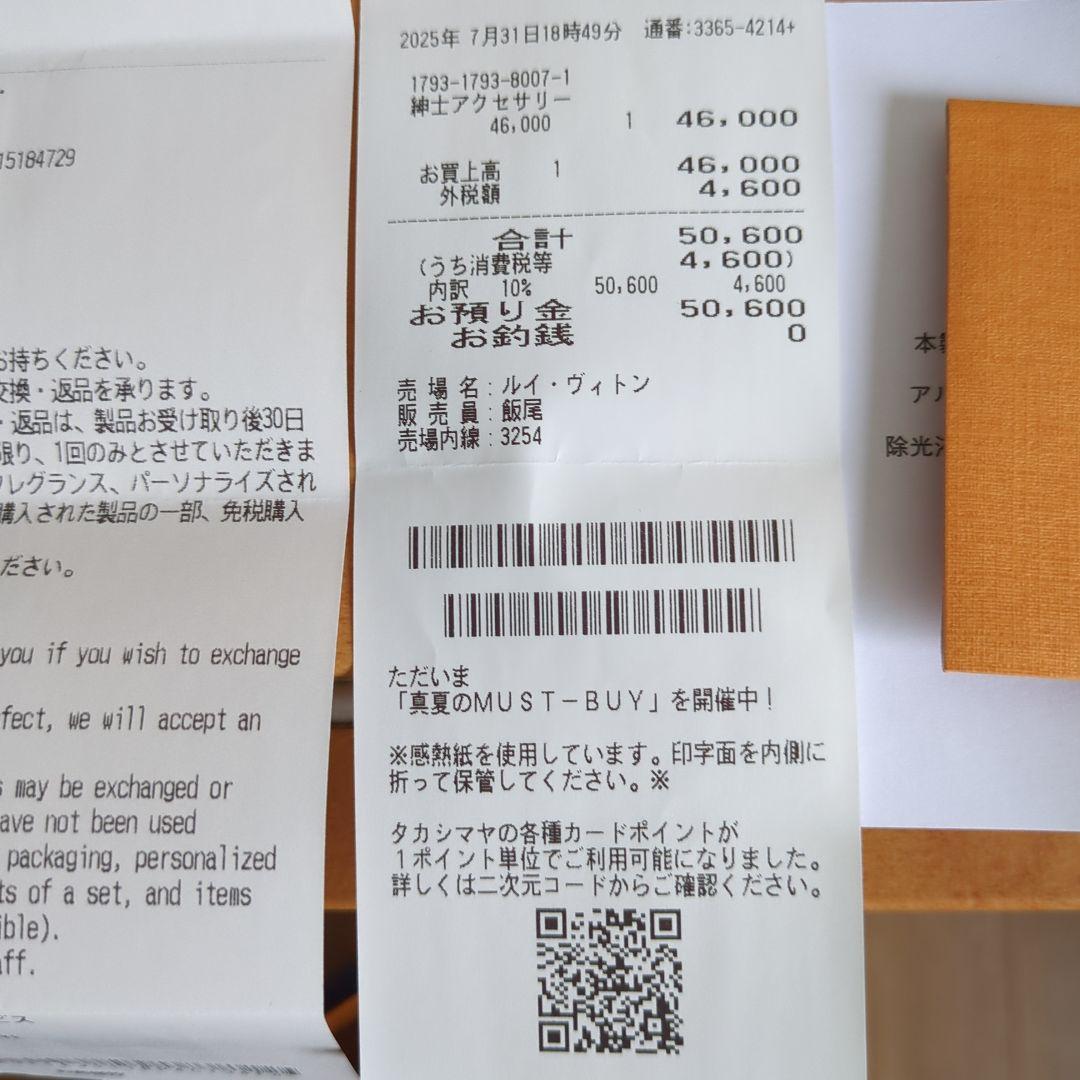 15184729
お持ちください。
交換・返品を承ります。
・返品は、製品お受け取り後30日
限り、1回のみとさせていただきま
フレグランス、パーソナライズされ
購入された製品の一部、免税購入
ださい。
you if you wish to exchange
fect, we will accept an
s may be exchanged or
ave not been used
packaging, personalized
ts of a set, and items
ible).
aff.
2025年 7月31日18時49分 通番:3365-4214+
1793-1793-8007-1
紳士アクセサリー
46,000 1 46,000
お買上高 1 46,000
外税額 4,600
合計 50,600
(うち消費税等 4,600)
内訳 10% 50,600 4,600
お預り金 50,600
お釣銭 0
売場名:ルイ・ヴィトン
販売員:飯尾
売場内線:3254
ただいま
「真夏のMUST-BUY」を開催中!
※感熱紙を使用しています。印字面を内側に
折って保管してください。※
タカシマヤの各種カードポイントが
1ポイント単位でご利用可能になりました。
詳しくは二次元コードからご確認ください。
本
アル
除光